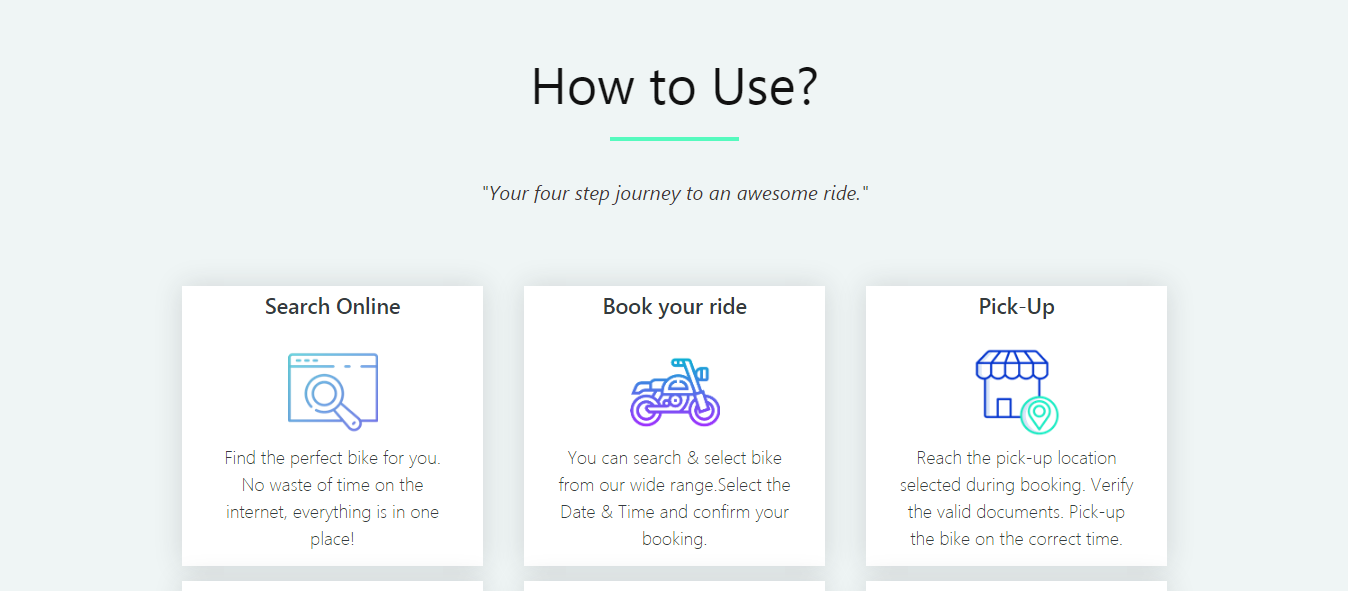 How to Use?
"Your four step journey to an awesome ride."
Search Online
Find the perfect bike for you.
No waste of time on the
internet, everything is in one
place!
Book your ride
You can search & select bike
from our wide range.Select the
Date & Time and confirm your
booking.
Pick-Up
Reach the pick-up location
selected during booking. Verify
the valid documents. Pick-up
the bike on the correct time.